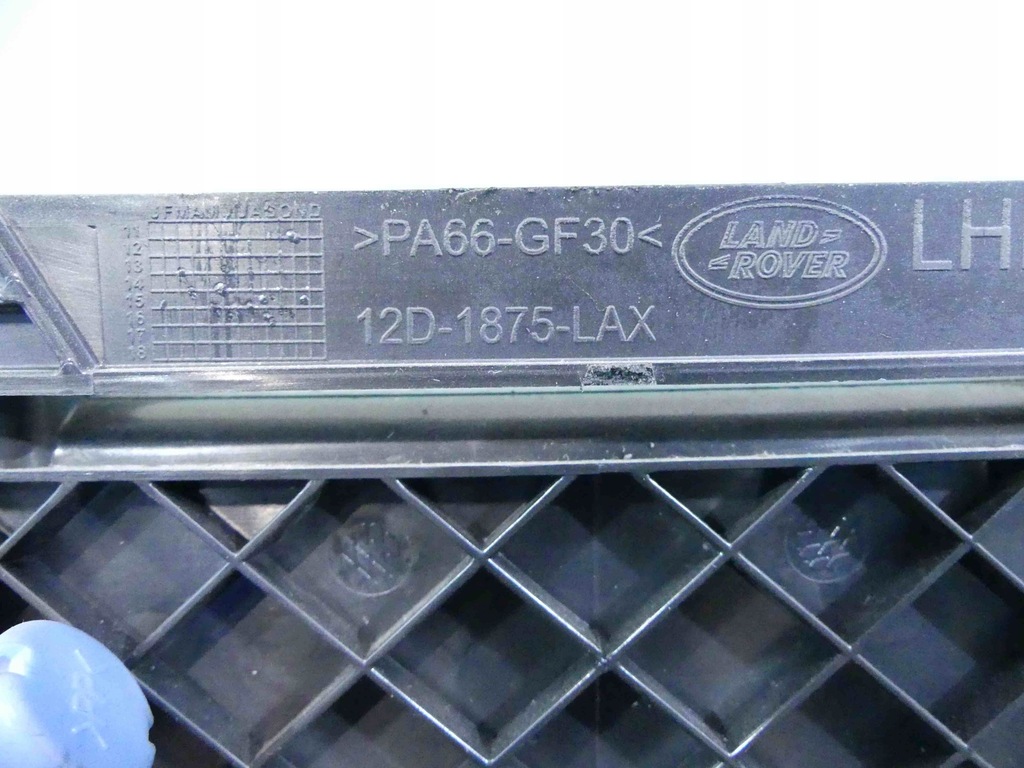 JFMAMJJASOND
11
12
13
14
15
16
17
18
>PA66-GF30<
12D-1875-LAX
LAND
ROVER
LH